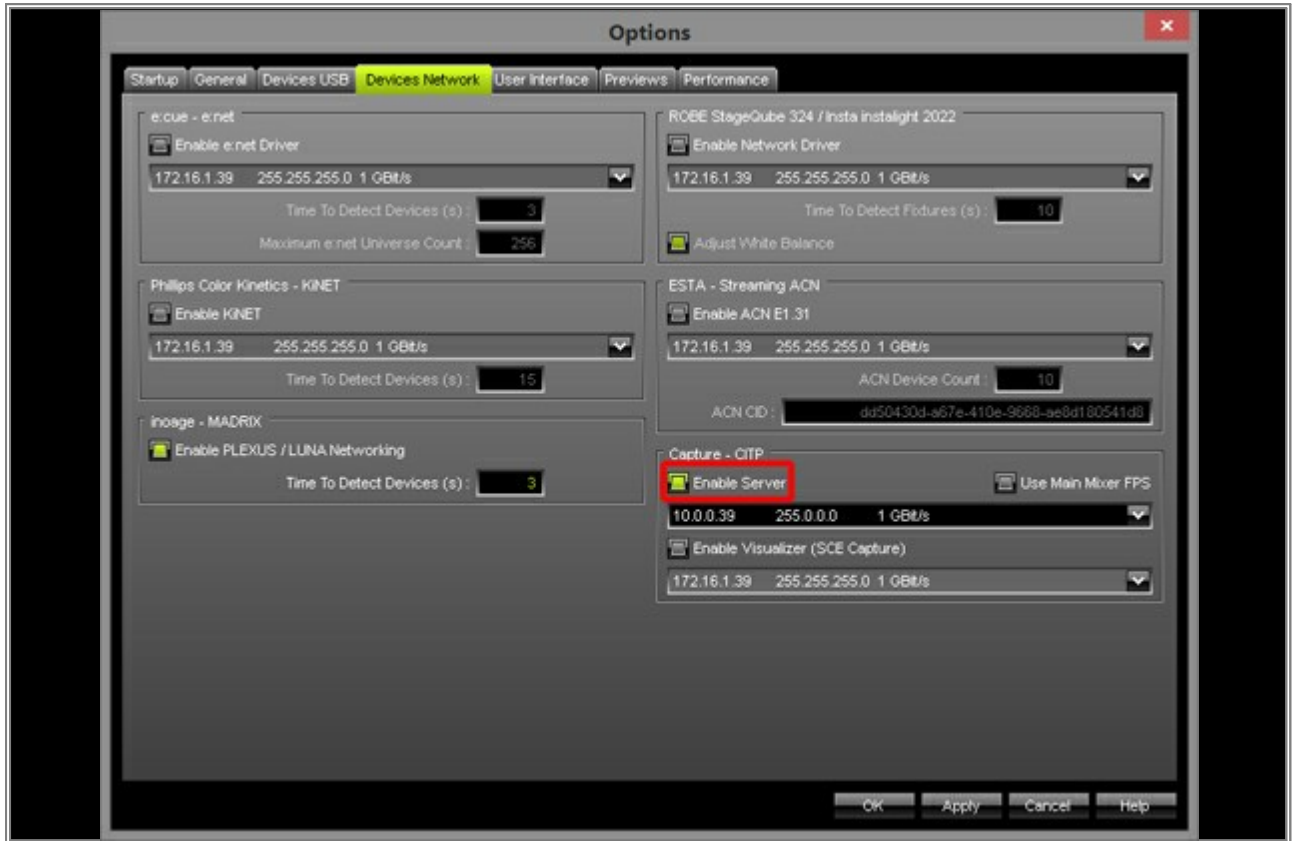 Options
Startup General Devices USB Devices Network User Interface Previews Performance
e:cue - e:net
Enable e:net Driver
172.16.1.39 255.255.255.0 1 GBit/s
Time To Detect Devices (s) : 3
Maximum e:net Universe Count : 256
Phillips Color Kinetics - KiNET
Enable KiNET
172.16.1.39 255.255.255.0 1 GBit/s
Time To Detect Devices (s) : 15
inoage - MADRIX
Enable PLEXUS / LUNA Networking
Time To Detect Devices (s) : 3
ROBE StageQube 324 / Insta instalight 2022
Enable Network Driver
172.16.1.39 255.255.255.0 1 GBit/s
Time To Detect Fixtures (s) : 10
Adjust White Balance
ESTA - Streaming ACN
Enable ACN E1.31
172.16.1.39 255.255.255.0 1 GBit/s
ACN Device Count : 10
ACN CID : dd50430d-a67e-410e-9668-ae8d180541d8
Capture - CITP
Enable Server Use Main Mixer FPS
10.0.0.39 255.0.0.0 1 GBit/s
Enable Visualizer (SCE Capture)
172.16.1.39 255.255.255.0 1 GBit/s
OK Apply Cancel Help